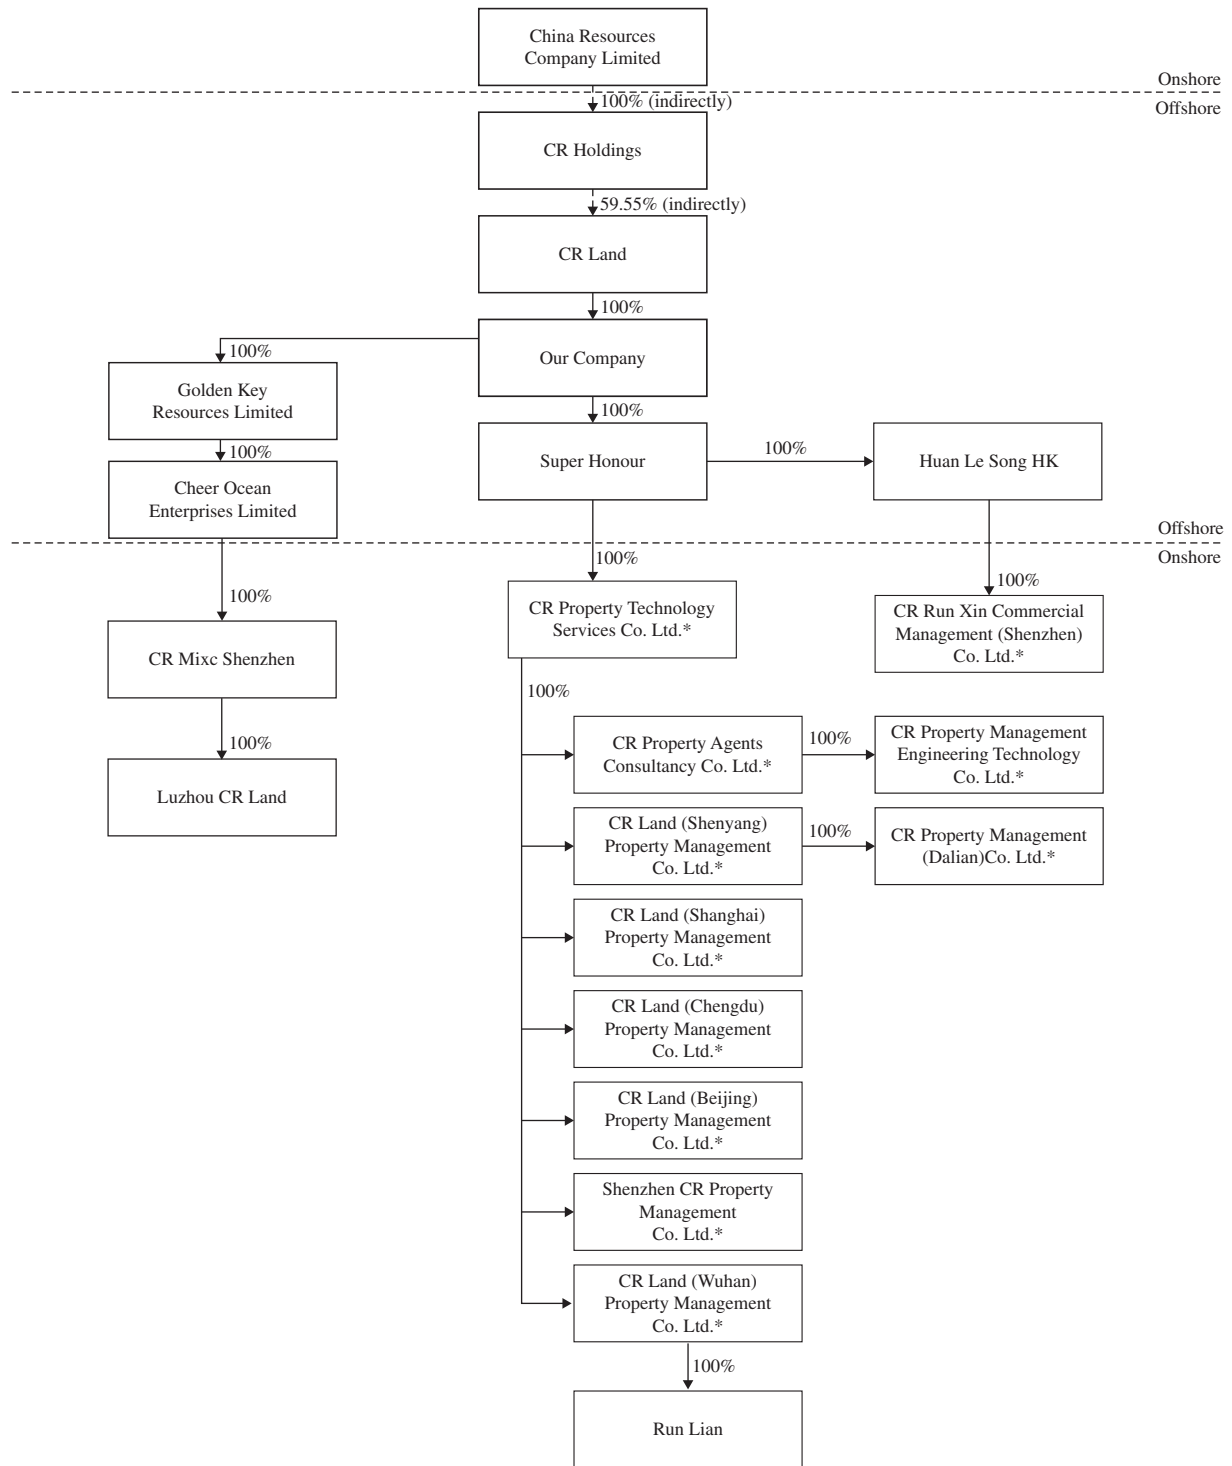 China Resources
Company Limited
Onshore
100% (indirectly)
Offshore
CR Holdings
59.55% (indirectly)
CR Land
100%
Our Company
100%
Golden Key
Resources Limited
100%
100%
Super Honour
100%
Huan Le Song HK
Cheer Ocean
Enterprises Limited
Offshore
Onshore
100%
100%
100%
CR Property Technology
Services Co. Ltd.*
CR Run Xin Commercial
Management (Shenzhen)
Co. Ltd.*
CR Mixc Shenzhen
100%
100%
Luzhou CR Land
CR Property Agents
Consultancy Co. Ltd.*
100%
CR Property Management
Engineering Technology
Co. Ltd.*
CR Land (Shenyang)
Property Management
Co. Ltd.*
100%
CR Property Management
(Dalian)Co. Ltd.*
CR Land (Shanghai)
Property Management
Co. Ltd.*
CR Land (Chengdu)
Property Management
Co. Ltd.*
CR Land (Beijing)
Property Management
Co. Ltd.*
Shenzhen CR Property
Management
Co. Ltd.*
CR Land (Wuhan)
Property Management
Co. Ltd.*
100%
Run Lian